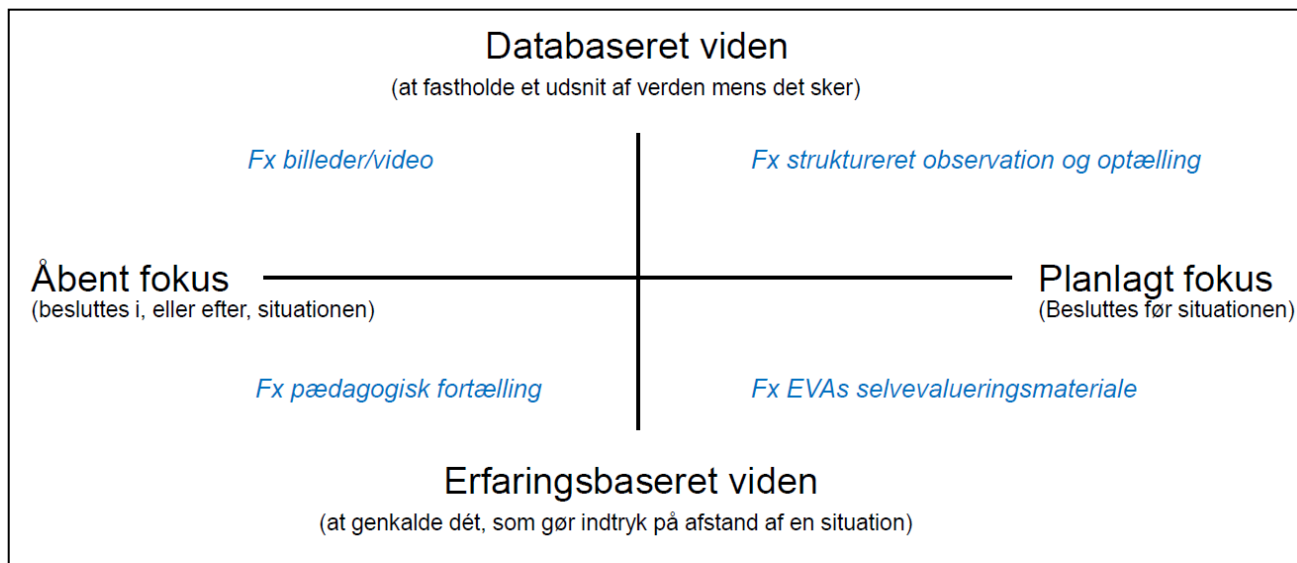 Databaseret viden
(at fastholde et udsnit af verden mens det sker)
Fx billeder/video
Fx struktureret observation og optælling
Åbent fokus
(besluttes i, eller efter, situationen)
Planlagt fokus
(Besluttes før situationen)
Fx pædagogisk fortælling
Fx EVAs selvevalueringsmateriale
Erfaringsbaseret viden
(at genkalde dét, som gør indtryk på afstand af en situation)